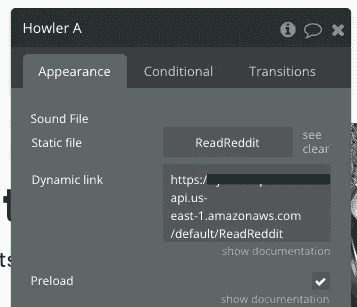 Howler A
Appearance Conditional Transitions
Sound File
Static file ReadReddit see
clear
Dynamic link https:/
api.us-
east-1.amazonaws.com
/default/ReadReddit
show documentation
Preload
show documentation